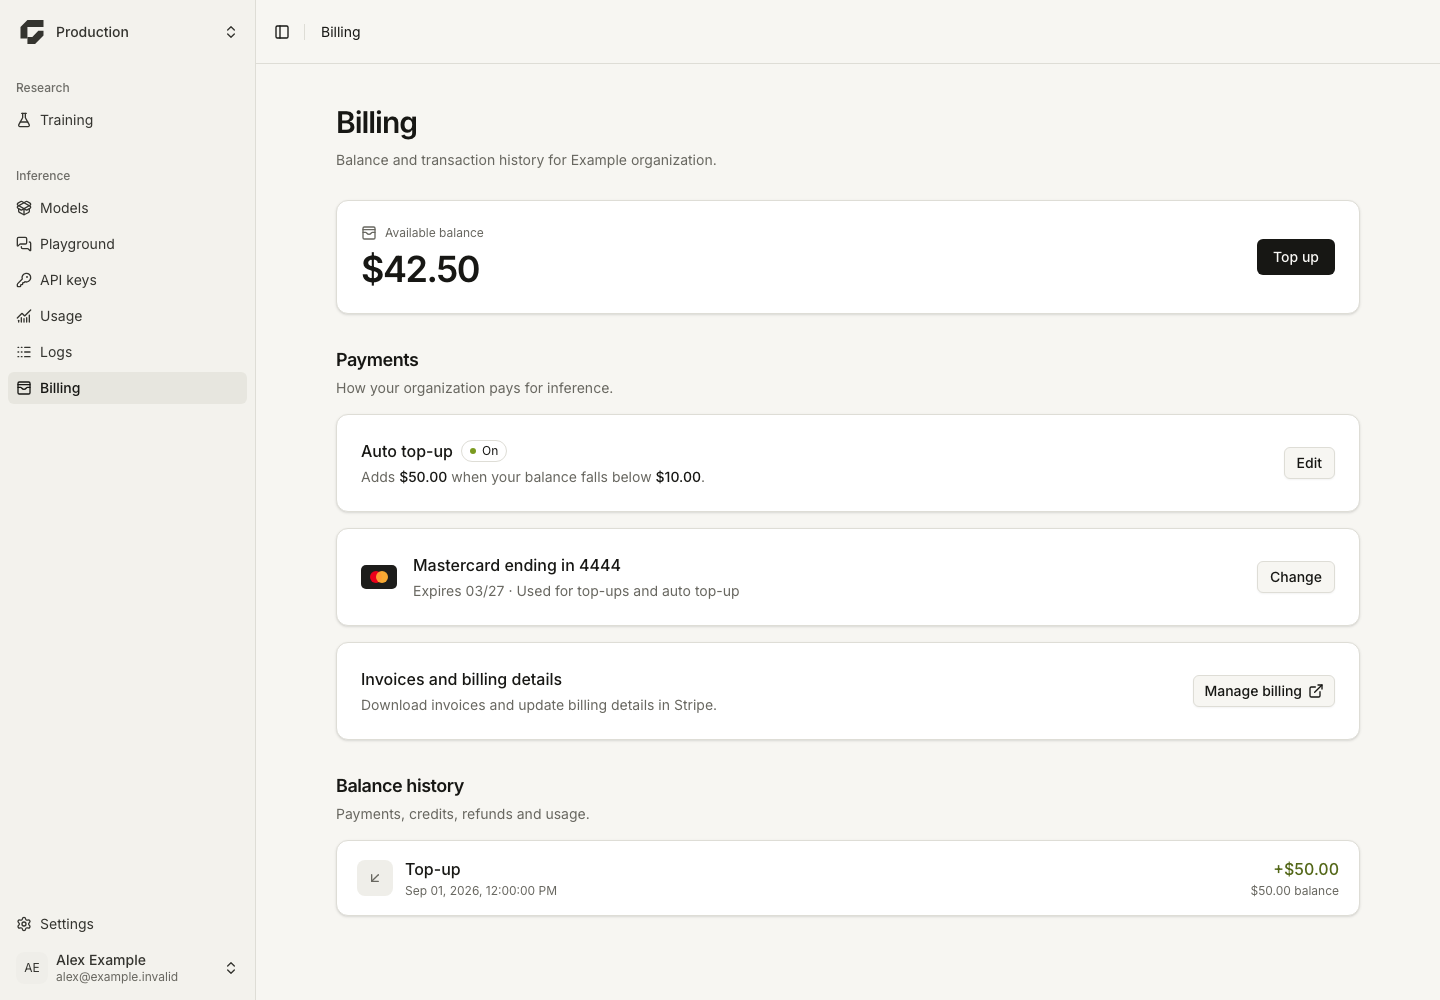 Production
Research
Training
Inference
Models
Playground
API keys
Usage
Logs
Billing
Settings
AE
Alex Example
alex@example.invalid
Billing
Billing
Balance and transaction history for Example organization.
Available balance
$42.50
Top up
Payments
How your organization pays for inference.
Auto top-up
On
Adds $50.00 when your balance falls below $10.00.
Edit
Mastercard ending in 4444
Expires 03/27 · Used for top-ups and auto top-up
Change
Invoices and billing details
Download invoices and update billing details in Stripe.
Manage billing
Balance history
Payments, credits, refunds and usage.
Top-up
Sep 01, 2026, 12:00:00 PM
+$50.00
$50.00 balance